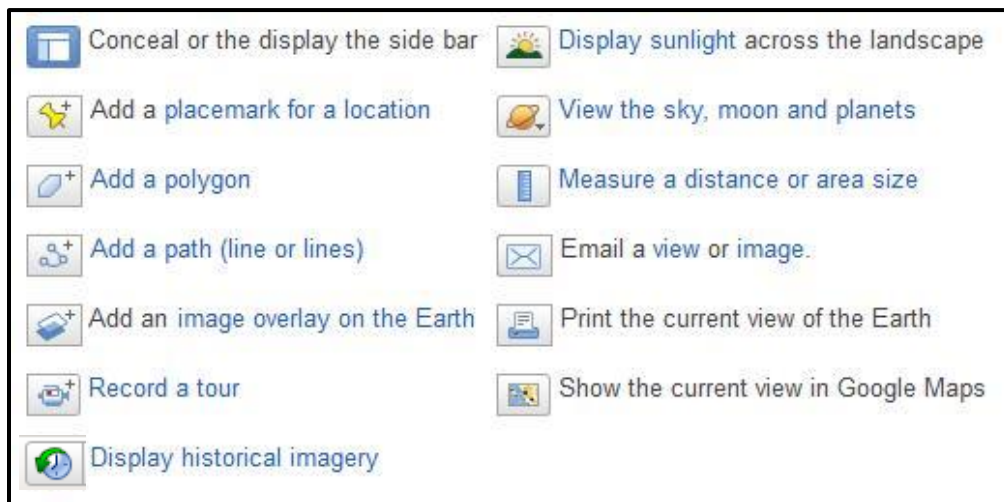 Conceal or the display the side bar
Add a placemark for a location
Add a polygon
Add a path (line or lines)
Add an image overlay on the Earth
Record a tour
Display historical imagery
Display sunlight across the landscape
View the sky, moon and planets
Measure a distance or area size
Email a view or image.
Print the current view of the Earth
Show the current view in Google Maps